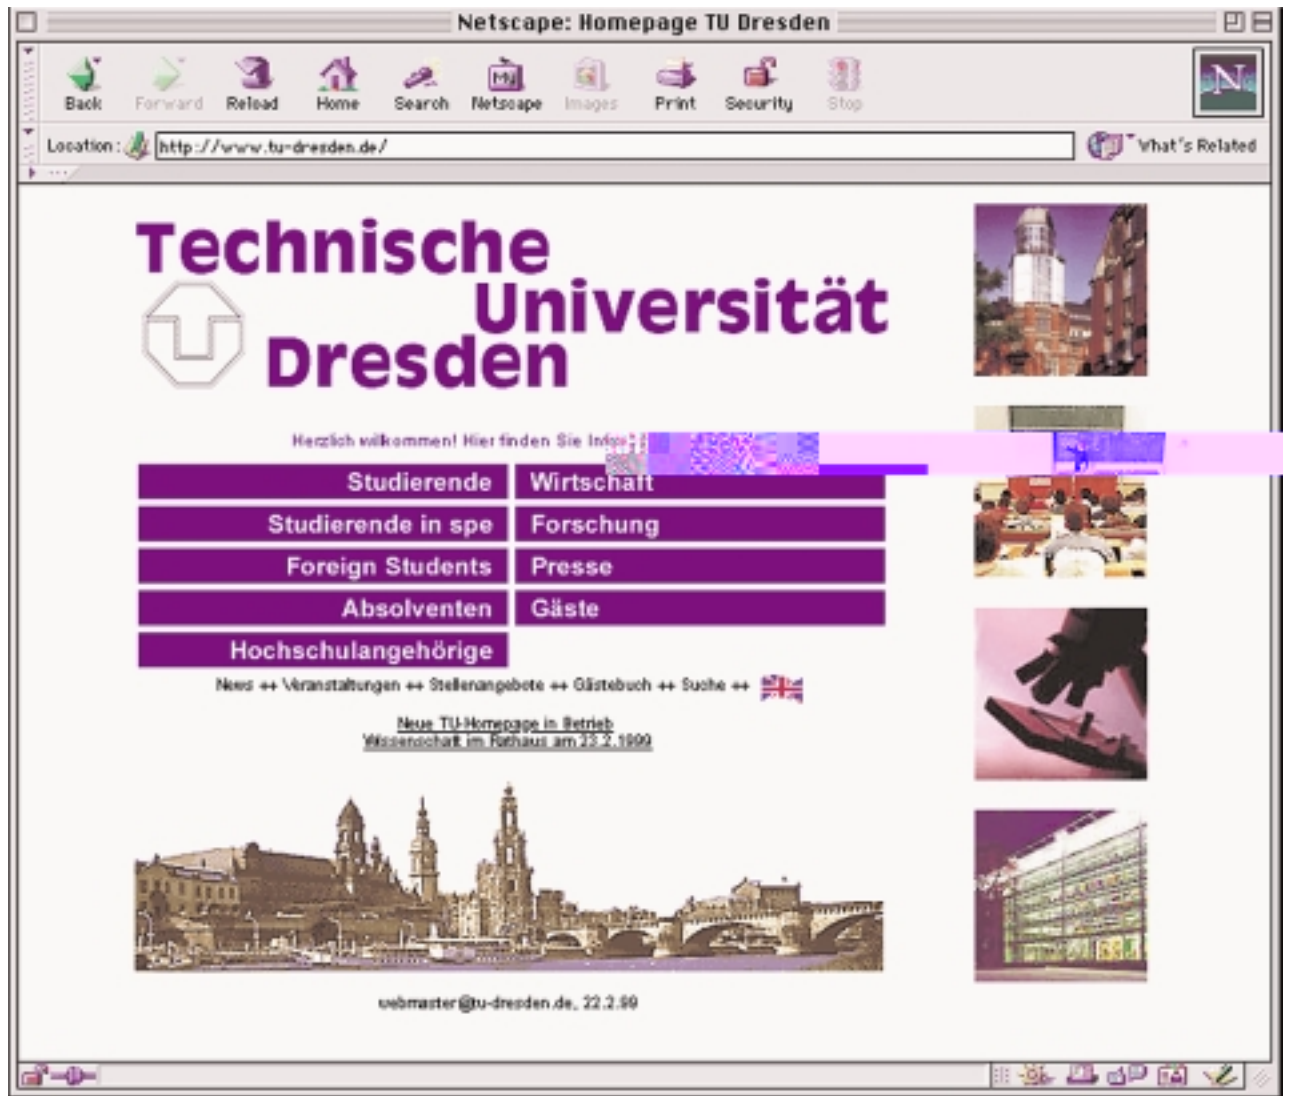 Netscape: Homepage TU Dresden
Back Forward Reload Home Search Netscape Images Print Security Stop
N
My
Location: http://www.tu-dresden.de/ What's Related
Technische
Universität
Dresden
Herzlich willkommen! Hier finden Sie
Studierende Wirtschaft
Studierende in spe Forschung
Foreign Students Presse
Absolventen Gäste
Hochschulangehörige
News ↔ Veranstaltungen ↔ Stellenangebote ↔ Gästebuch ↔ Suche ↔
Neue TU-Homepage in Betrieb
Wissenschaft im Rathaus am 23.2.1999
webmaster@tu-dresden.de, 22.2.99